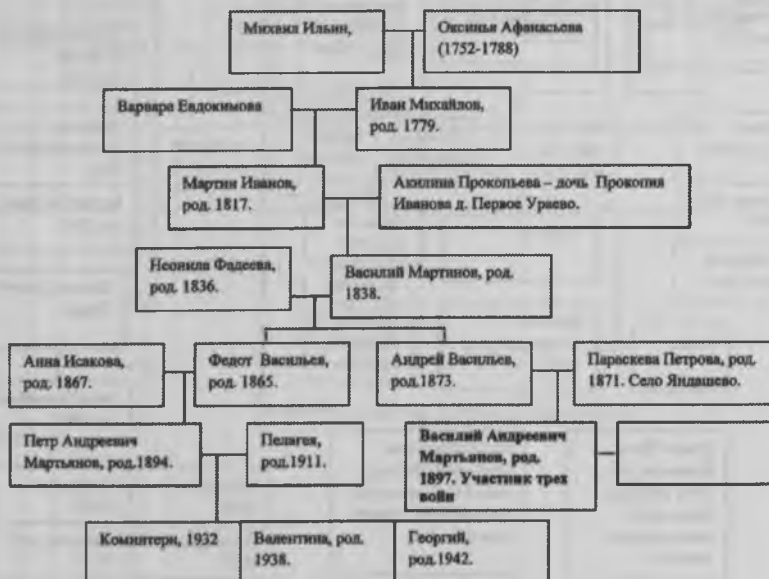 Михаил Ильин,
Оксинья Афанасьева
(1752-1788)
Варвара Евдокимова
Иван Михайлов,
род. 1779.
Мартин Иванов,
род. 1817.
Акилина Прокопьева – дочь Прокопия
Иванова д. Первое Ураево.
Неонила Фадеева,
род. 1836.
Василий Мартинов, род.
1838.
Анна Исакова,
род. 1867.
Федот Васильев,
род. 1865.
Андрей Васильев,
род.1873.
Параскева Петрова, род.
1871. Село Яндашево.
Петр Андреевич
Мартьянов, род.1894.
Пелагея,
род.1911.
Василий Андреевич
Мартьянов, род.
1897. Участник трех
войн
Коминтерн, 1932
Валентина, род.
1938.
Георгий,
род.1942.